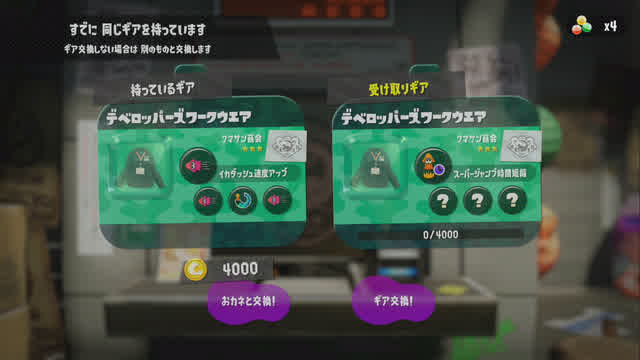 すでに 同じギアを持っています
ギア交換しない場合は 別のものと交換します
x4
持っているギア
受け取りギア
デベロッパーズワークウエア
クマサン商会
イカダッシュ速度アップ
デベロッパーズワークウエア
クマサン商会
スーパージャンプ時間短縮
? ? ?
0/4000
4000
おカネと交換!
ギア交換!